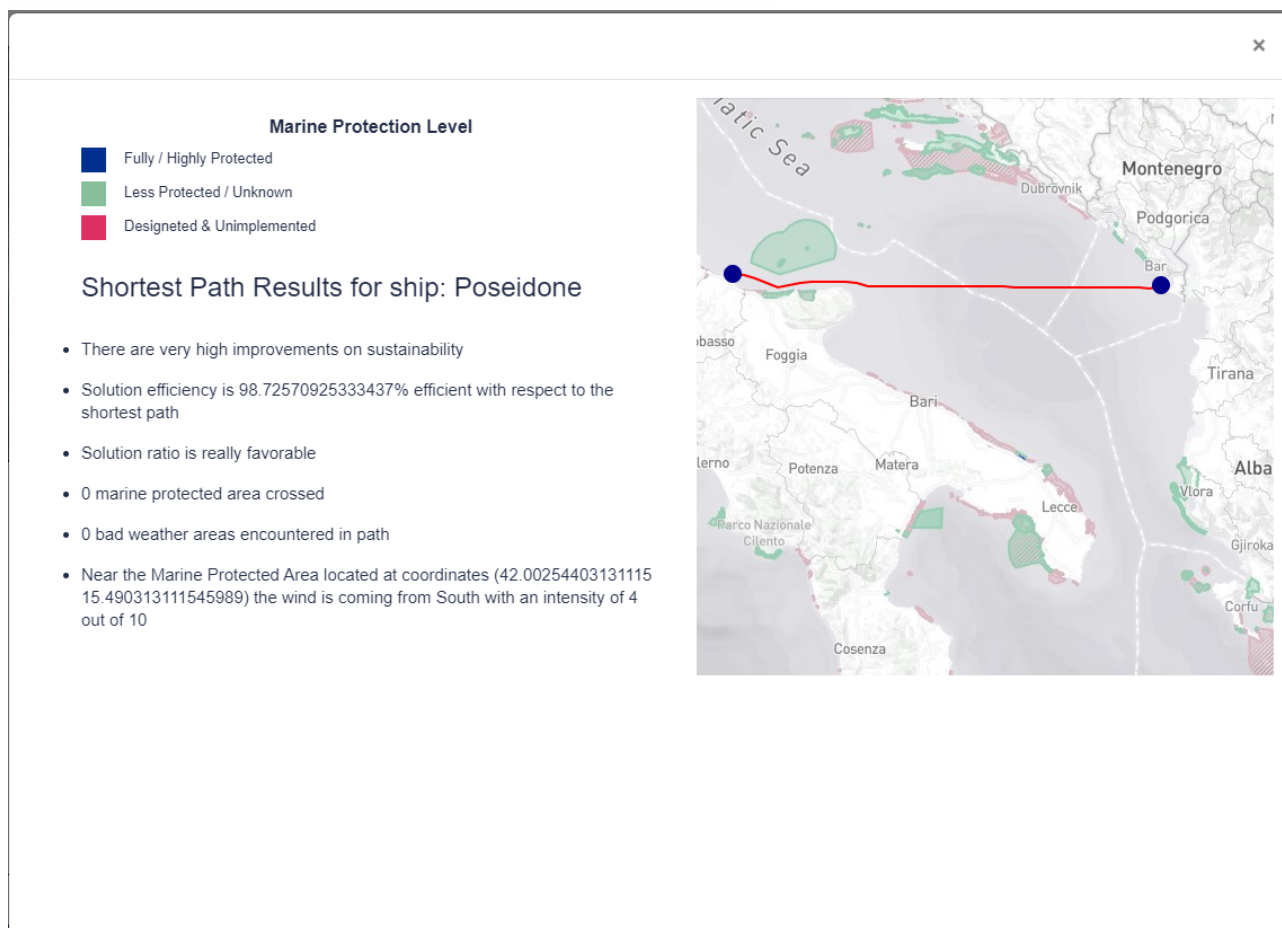 ×
Marine Protection Level
Fully / Highly Protected
Less Protected / Unknown
Designeted & Unimplemented
Shortest Path Results for ship: Poseidone
• There are very high improvements on sustainability
• Solution efficiency is 98.72570925333437% efficient with respect to the
shortest path
• Solution ratio is really favorable
• 0 marine protected area crossed
• 0 bad weather areas encountered in path
• Near the Marine Protected Area located at coordinates (42.00254403131115
15.490313111545989) the wind is coming from South with an intensity of 4
out of 10
iatic Sea
Montenegro
Dubrovnik
Podgorica
Bar
obasso
Foggia
Tirana
Bari
lerno
Potenza
Matera
Alba
Vlora
Lecce
Parco Nazionale
Cilento
Gjiroka
Corfu
Cosenza